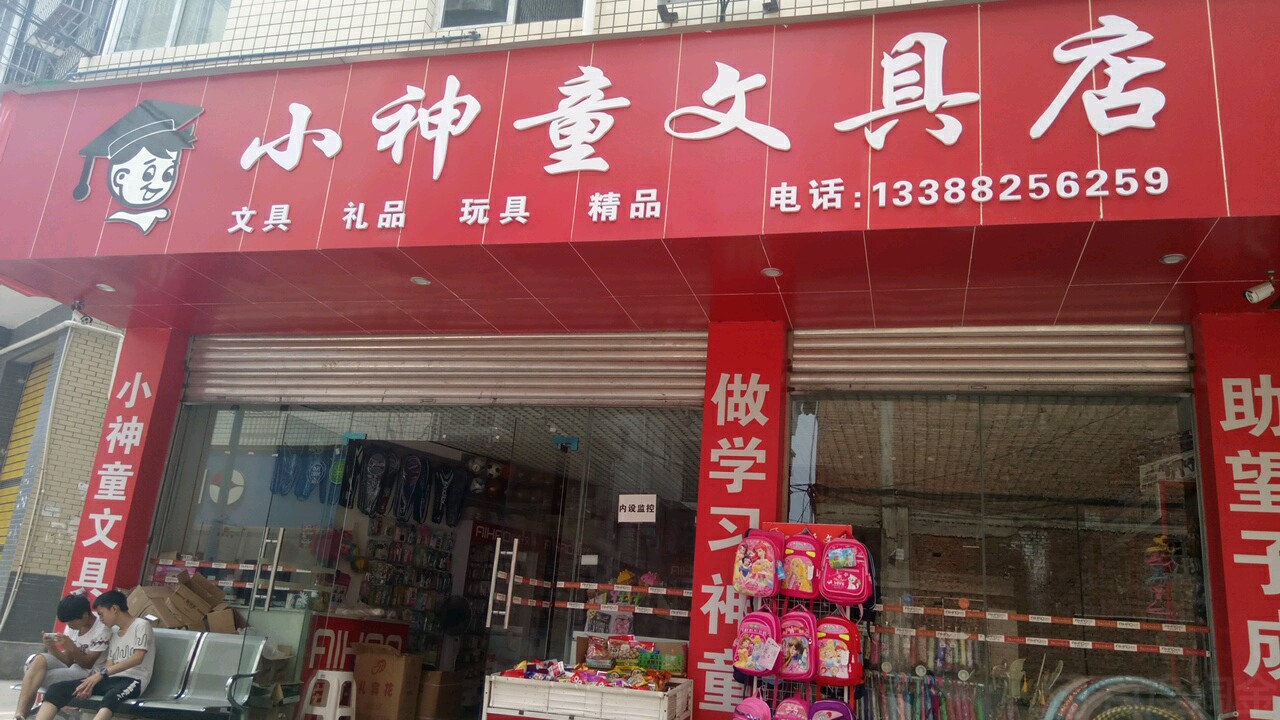 小神童文具店
文具 礼品 玩具 精品 电话:13388256259
小神童文具
做学习神童
助望子成
内设监控
AIHAO